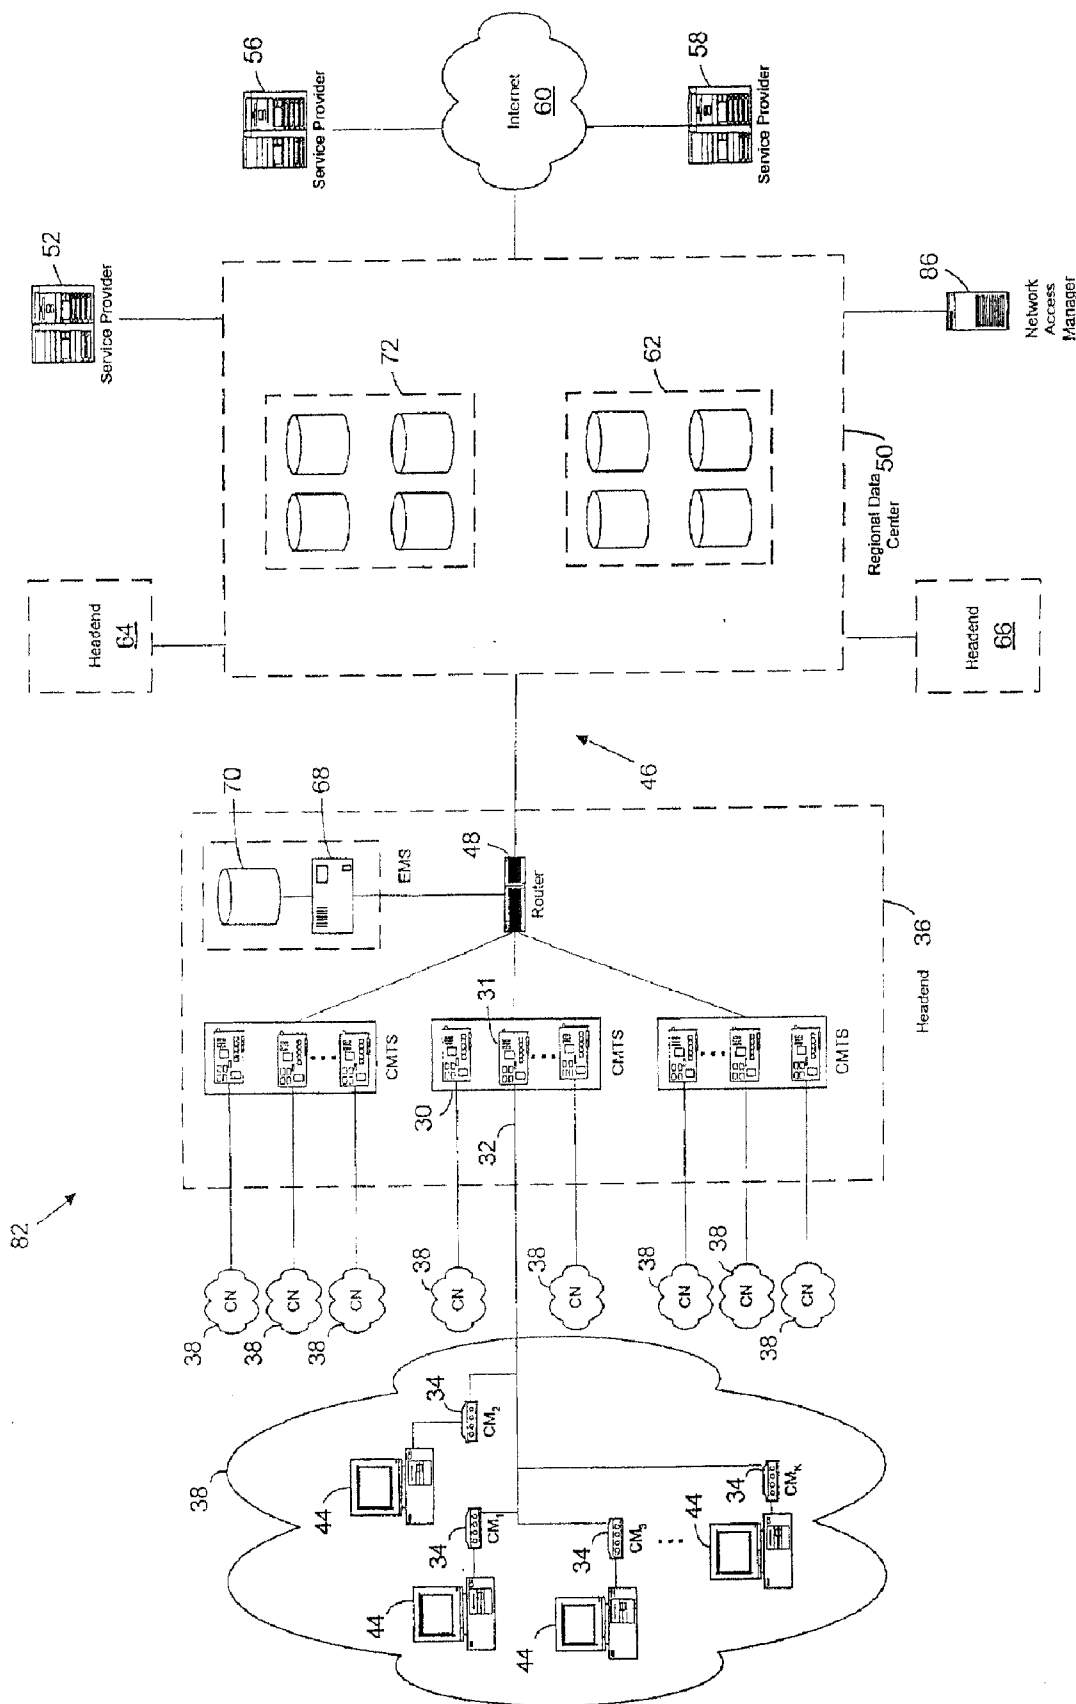 82
38
44
34
CM2
44
34
CM1
44
34
CM5
...
44
34
CMK
CN
38
CN
38
CN
38
CN
38
CN
38
CN
38
CN
38
CN
38
32
30
31
CMTS
CMTS
CMTS
70
68
EMS
48
Router
Headend
36
46
Headend
64
Headend
66
72
62
Regional Data
Center
50
52
Service Provider
56
Service Provider
Internet
60
58
Service Provider
86
Network
Access
Manager